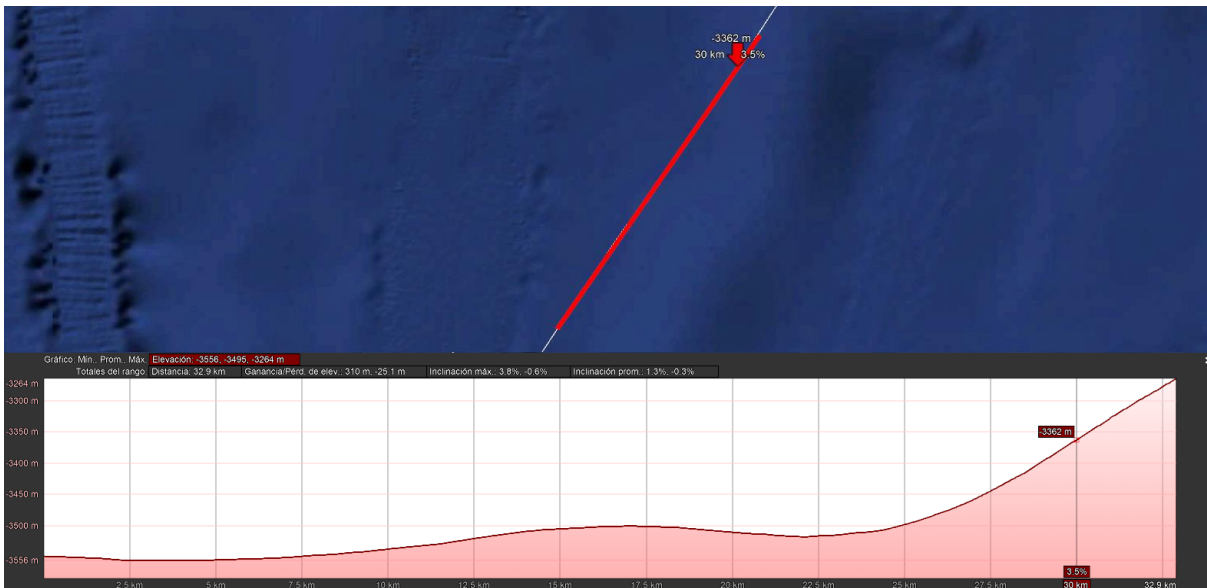 -3362 m
30 km 3.5%
Gráfico: Mín., Prom., Máx. Elevación: -3556, -3495, -3264 m
Totales del rango: Distancia: 32.9 km Ganancia/Pérd. de elev.: 310 m, -25.1 m Inclinación máx.: 3.8%, -0.6% Inclinación prom.: 1.3%, -0.3%
-3264 m
-3300 m
-3350 m
-3362 m
-3400 m
-3450 m
-3500 m
-3556 m
3.5%
2.5 km 5 km 7.5 km 10 km 12.5 km 15 km 17.5 km 20 km 22.5 km 25 km 27.5 km 30 km 32.9 km